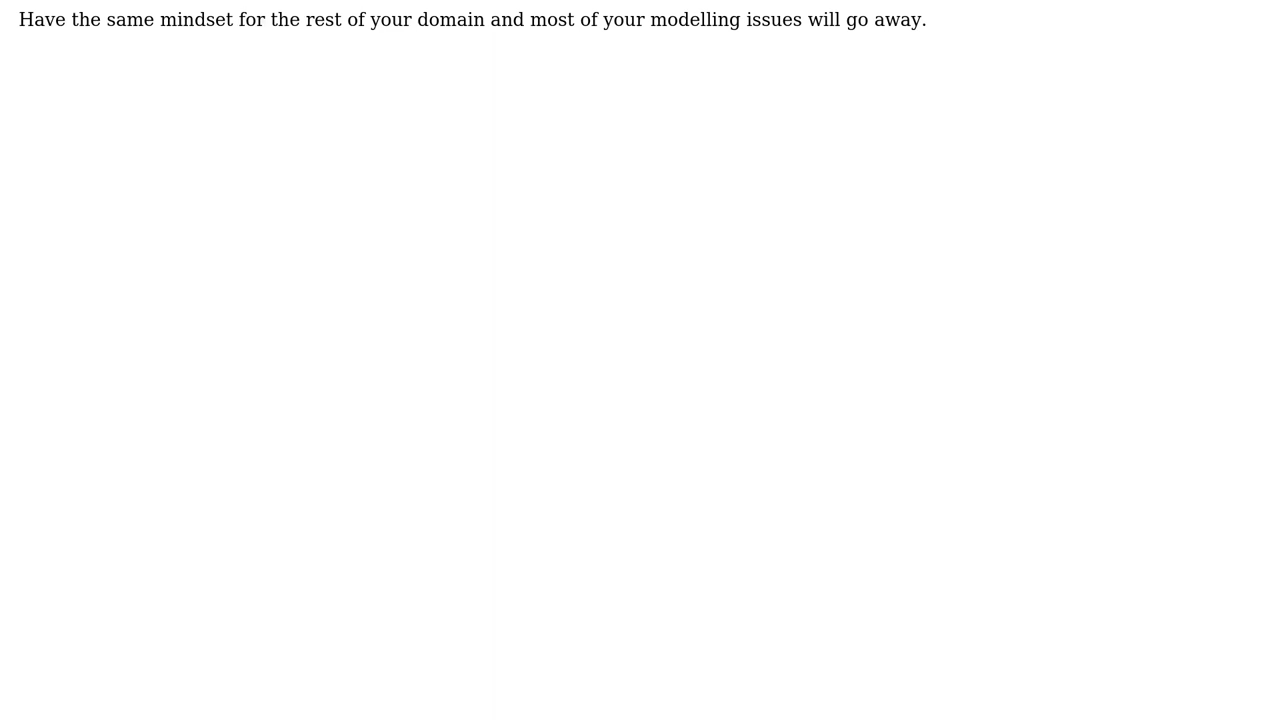 Have the same mindset for the rest of your domain and most of your modelling issues will go away.